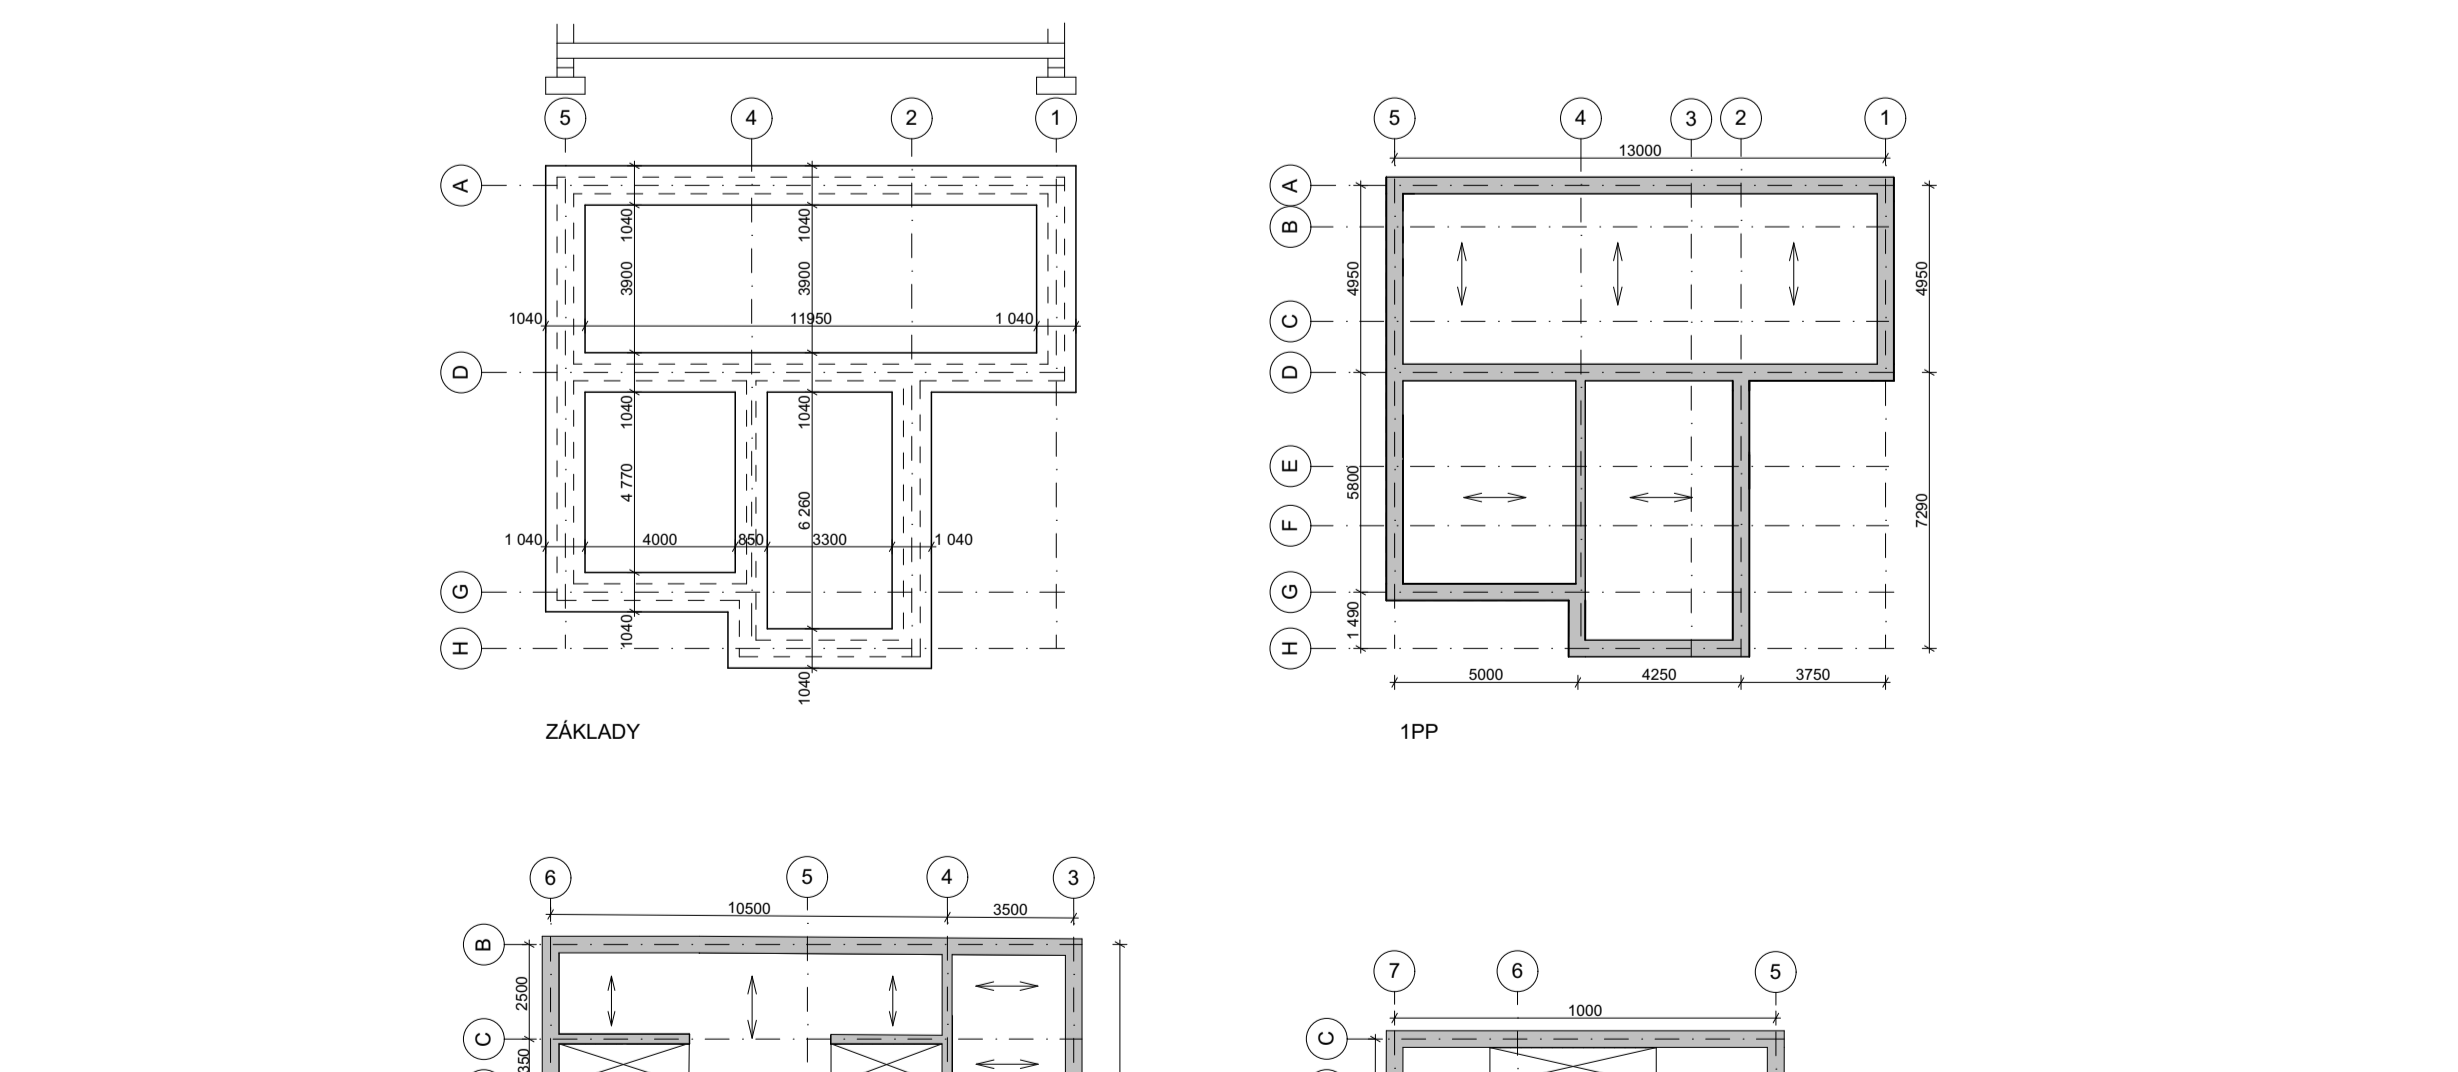 5 4 2 1
A
1040 1040
3900 3900
1040 11950 1 040
D
1040 1040
4 770 6 260
1 040 4000 850 3300 1 040
G
1040
H
1040
ZÁKLADY
5 4 3 2 1
13000
A
B
4950 4950
C
D
E
5800
F
7290
G
1 490
H
5000 4250 3750
1PP
6 5 4 3
10500 3500
B
2500
C
350
7 6 5
1000
C